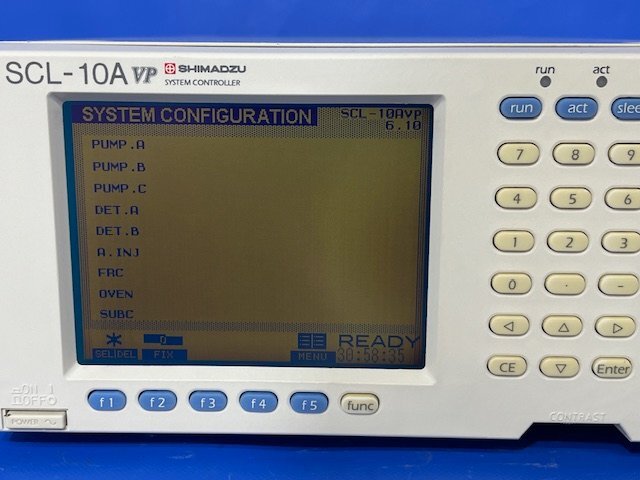 SCL-10A VP SHIMADZU
SYSTEM CONTROLLER
run act
run act slee
SYSTEM CONFIGURATION SCL-10AVP
6.10
PUMP.A
PUMP.B
PUMP.C
DET.A
DET.B
A.INJ
FRC
OVEN
SUBC
* 0 READY
SEL/DEL FIX MENU 30:58:35
7 8 9
4 5 6
1 2 3
0 . -
CE Enter
ON
OFF
POWER
f1 f2 f3 f4 f5 func
CONTRAST